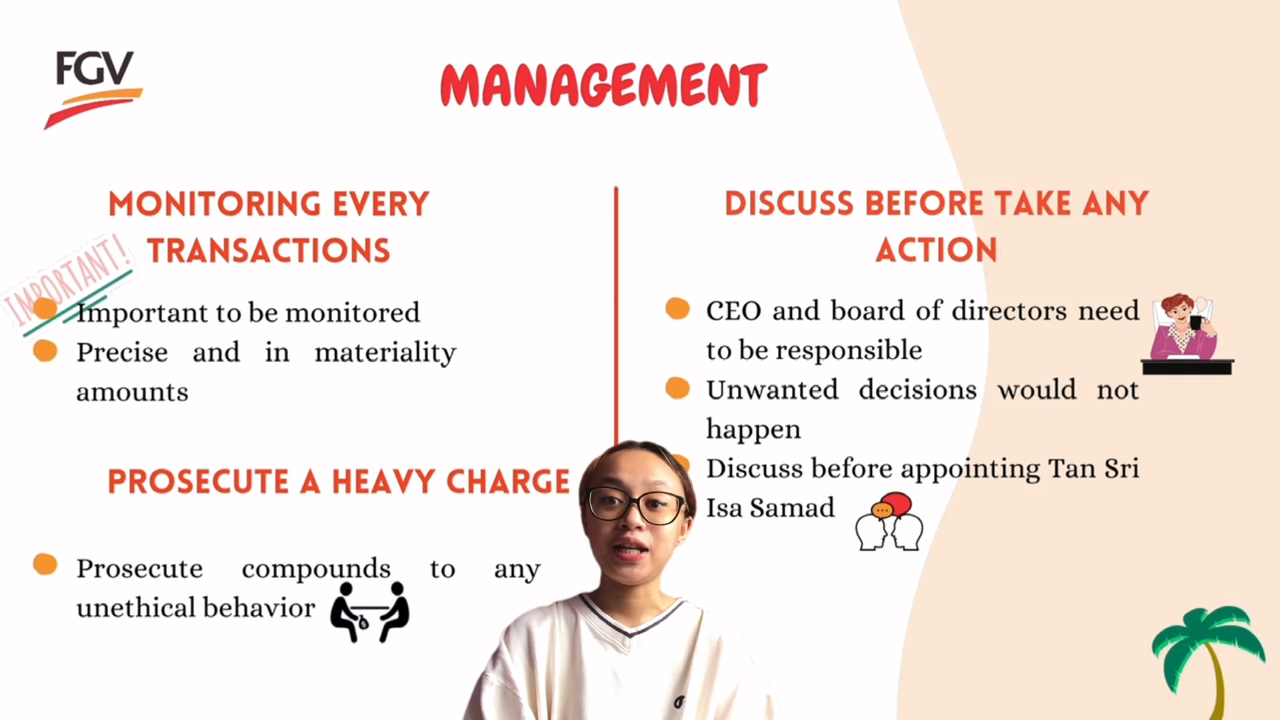 FGV
MANAGEMENT
MONITORING EVERY
TRANSACTIONS
IMPORTANT!
Important to be monitored
Precise and in materiality
amounts
PROSECUTE A HEAVY CHARGE
Prosecute compounds to any
unethical behavior
DISCUSS BEFORE TAKE ANY
ACTION
CEO and board of directors need
to be responsible
Unwanted decisions would not
happen
Discuss before appointing Tan Sri
Isa Samad